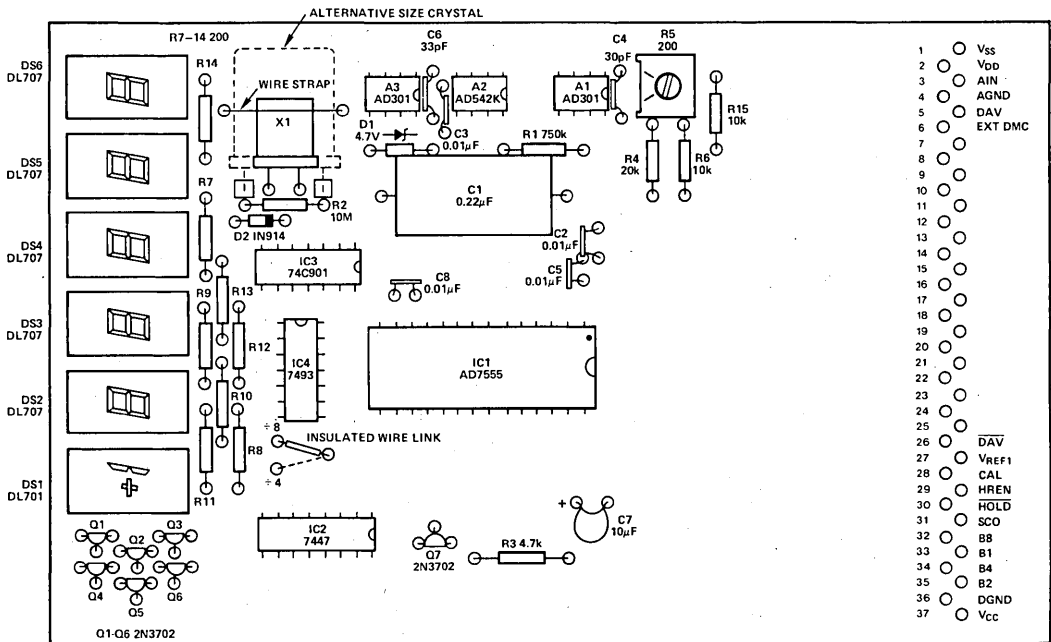 ALTERNATIVE SIZE CRYSTAL
R7–14 200
DS6
DL707
R14
WIRE STRAP
X1
C6
33pF
A3
AD301
A2
AD542K
C4
30pF
A1
AD301
R5
200
R15
10k
D1
4.7V
C3
0.01µF
R1 750k
R4
20k
R6
10k
DS5
DL707
R7
R2
10M
D2 IN914
C1
0.22µF
DS4
DL707
IC3
74C901
C2
0.01µF
C5
0.01µF
C8
0.01µF
R9
R13
DS3
DL707
R12
IC4
7493
IC1
AD7555
R10
DS2
DL707
÷8
INSULATED WIRE LINK
÷4
R8
R11
DS1
DL701
Q1
Q2
Q3
Q4
Q5
Q6
Q1-Q6 2N3702
IC2
7447
Q7
2N3702
R3 4.7k
+
C7
10µF
1 VSS
2 VDD
3 AIN
4 AGND
5 DAV
6 EXT DMC
7
8
9
10
11
12
13
14
15
16
17
18
19
20
21
22
23
24
25
26 D̅A̅V̅
27 VREF1
28 CAL
29 HREN
30 H̅O̅L̅D̅
31 SCO
32 B8
33 B1
34 B4
35 B2
36 DGND
37 VCC